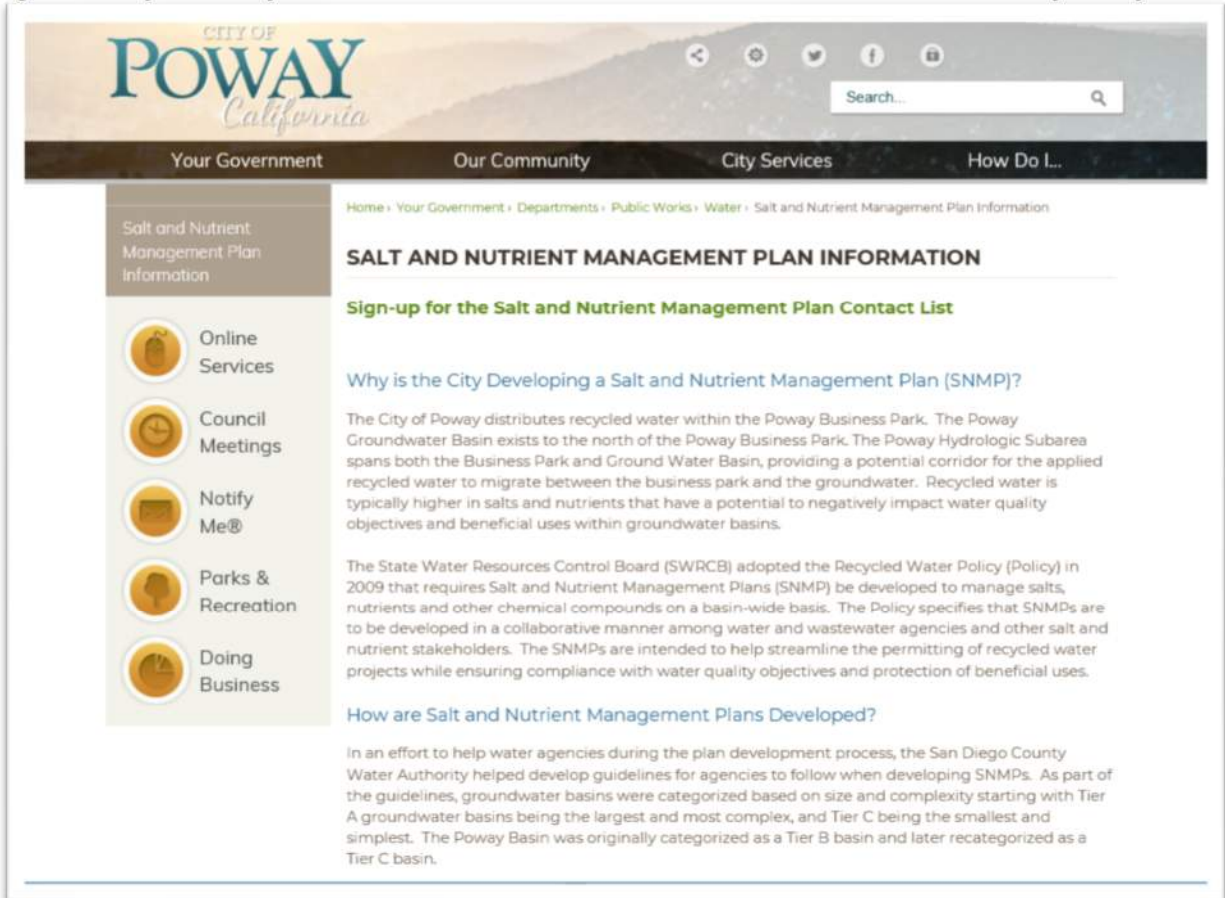 CITY OF
POWAY
California
Search...
Your Government
Our Community
City Services
How Do I...
Salt and Nutrient
Management Plan
Information
Online
Services
Council
Meetings
Notify
Me®
Parks &
Recreation
Doing
Business
Home › Your Government › Departments › Public Works › Water › Salt and Nutrient Management Plan Information
SALT AND NUTRIENT MANAGEMENT PLAN INFORMATION
Sign-up for the Salt and Nutrient Management Plan Contact List
Why is the City Developing a Salt and Nutrient Management Plan (SNMP)?
The City of Poway distributes recycled water within the Poway Business Park. The Poway
Groundwater Basin exists to the north of the Poway Business Park. The Poway Hydrologic Subarea
spans both the Business Park and Ground Water Basin, providing a potential corridor for the applied
recycled water to migrate between the business park and the groundwater. Recycled water is
typically higher in salts and nutrients that have a potential to negatively impact water quality
objectives and beneficial uses within groundwater basins.
The State Water Resources Control Board (SWRCB) adopted the Recycled Water Policy (Policy) in
2009 that requires Salt and Nutrient Management Plans (SNMP) be developed to manage salts,
nutrients and other chemical compounds on a basin-wide basis. The Policy specifies that SNMPs are
to be developed in a collaborative manner among water and wastewater agencies and other salt and
nutrient stakeholders. The SNMPs are intended to help streamline the permitting of recycled water
projects while ensuring compliance with water quality objectives and protection of beneficial uses.
How are Salt and Nutrient Management Plans Developed?
In an effort to help water agencies during the plan development process, the San Diego County
Water Authority helped develop guidelines for agencies to follow when developing SNMPs. As part of
the guidelines, groundwater basins were categorized based on size and complexity starting with Tier
A groundwater basins being the largest and most complex, and Tier C being the smallest and
simplest. The Poway Basin was originally categorized as a Tier B basin and later recategorized as a
Tier C basin.